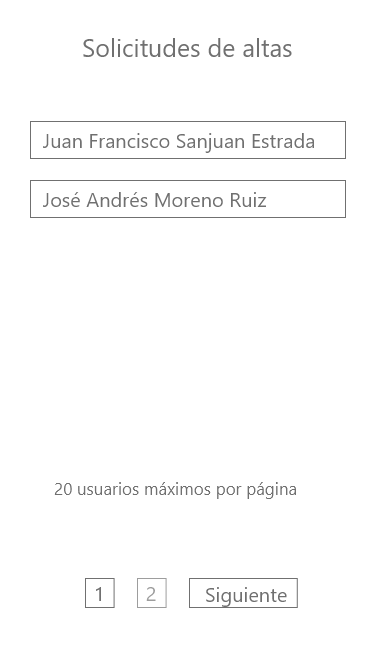 Solicitudes de altas
Juan Francisco Sanjuan Estrada
José Andrés Moreno Ruiz
20 usuarios máximos por página
1 2 Siguiente